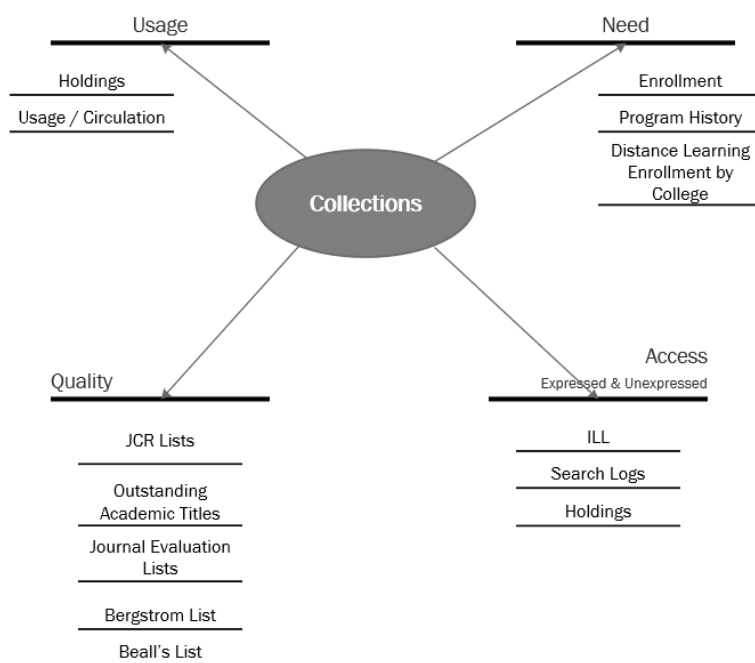 Usage
Holdings
Usage / Circulation
Need
Enrollment
Program History
Distance Learning
Enrollment by
College
Collections
Quality
JCR Lists
Outstanding
Academic Titles
Journal Evaluation
Lists
Bergstrom List
Beall's List
Access
Expressed & Unexpressed
ILL
Search Logs
Holdings